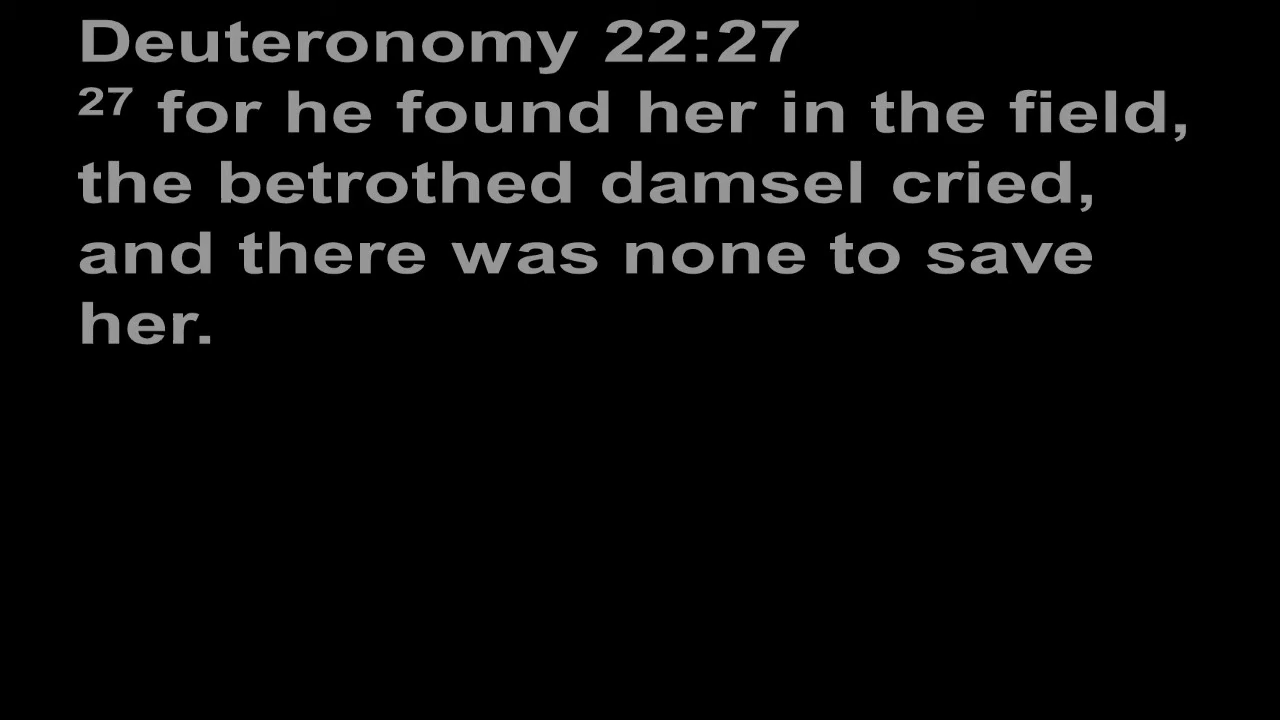 Deuteronomy 22:27
27 for he found her in the field,
the betrothed damsel cried,
and there was none to save
her.